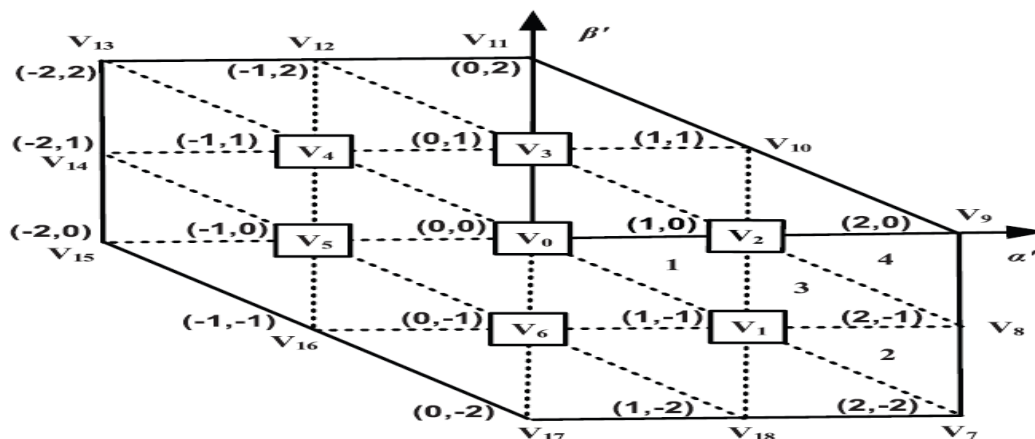 V13 V12 V11 β'
(-2,2) (-1,2) (0,2)
(-2,1) (-1,1) V4 (0,1) V3 (1,1) V10
V14
(-2,0) (-1,0) V5 (0,0) V0 (1,0) V2 (2,0) V9
V15 1 4 α'
3
(-1,-1) (0,-1) V6 (1,-1) V1 (2,-1) V8
V16 2
(0,-2) (1,-2) (2,-2)
V17 V18 V7